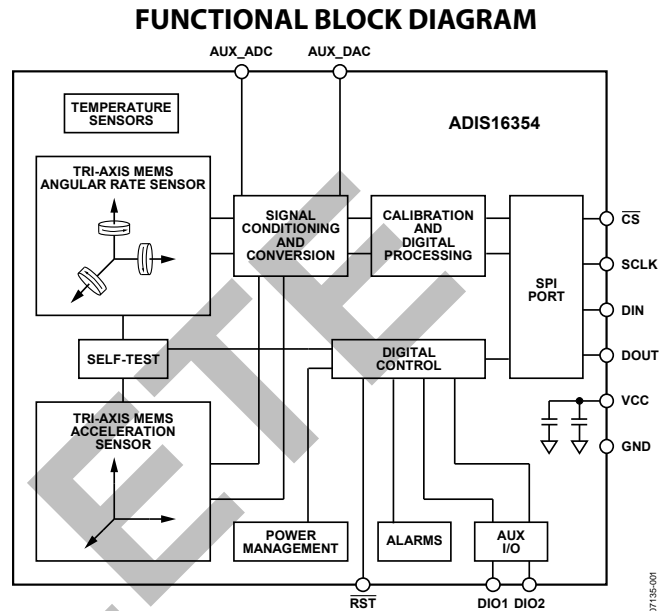 FUNCTIONAL BLOCK DIAGRAM
AUX_ADC
AUX_DAC
TEMPERATURE
SENSORS
ADIS16354
TRI-AXIS MEMS
ANGULAR RATE SENSOR
SIGNAL
CONDITIONING
AND
CONVERSION
CALIBRATION
AND
DIGITAL
PROCESSING
SPI
PORT
CS
SCLK
DIN
DOUT
VCC
GND
SELF-TEST
DIGITAL
CONTROL
TRI-AXIS MEMS
ACCELERATION
SENSOR
POWER
MANAGEMENT
ALARMS
AUX
I/O
RST
DIO1
DIO2
07135-001
ETE